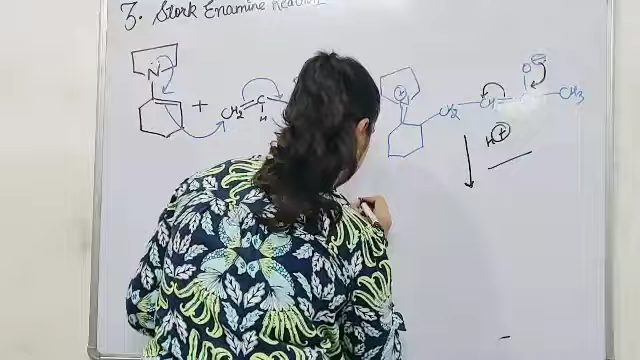 3. Stork Enamine Reaction
N + CH2 = C
H
N ⊕ CH2 - CH = O ⊖ CH3
H ⊕